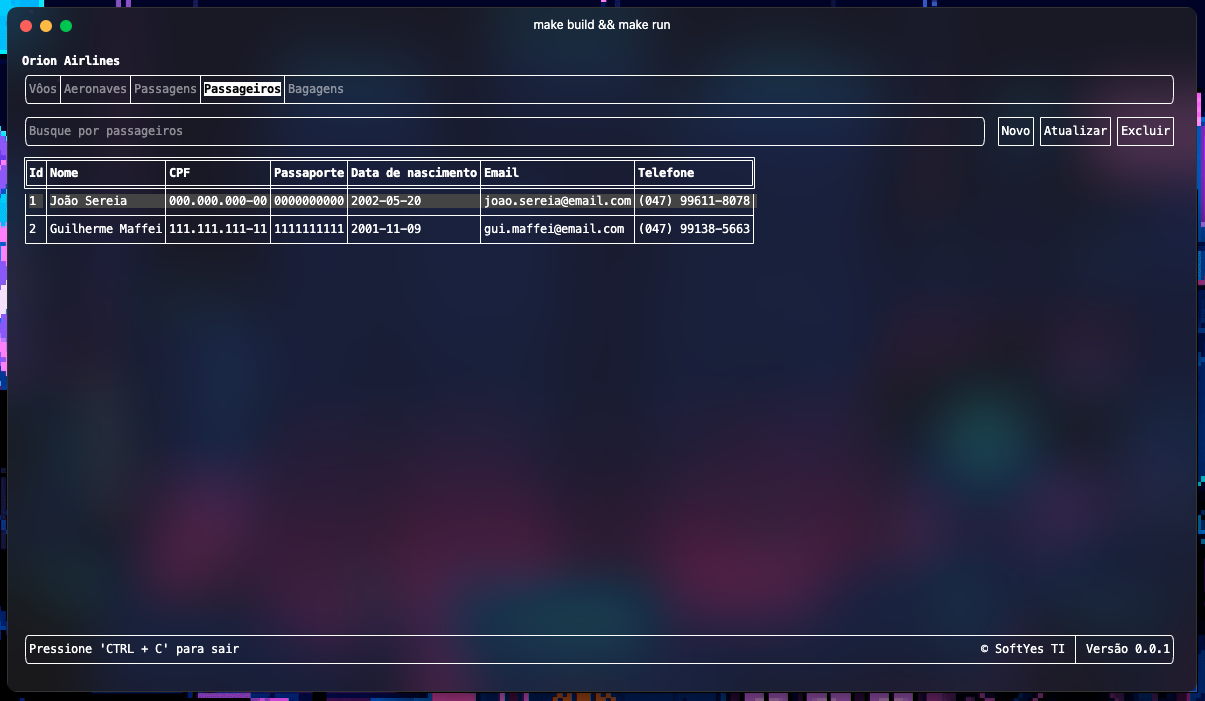 make build && make run
Orion Airlines
Vôos Aeronaves Passagens Passageiros Bagagens
Busque por passageiros Novo Atualizar Excluir
Id Nome CPF Passaporte Data de nascimento Email Telefone
1 João Sereia 000.000.000-00 0000000000 2002-05-20 joao.sereia@email.com (047) 99611-8078
2 Guilherme Maffei 111.111.111-11 1111111111 2001-11-09 gui.maffei@email.com (047) 99138-5663
Pressione 'CTRL + C' para sair © SoftYes TI Versão 0.0.1